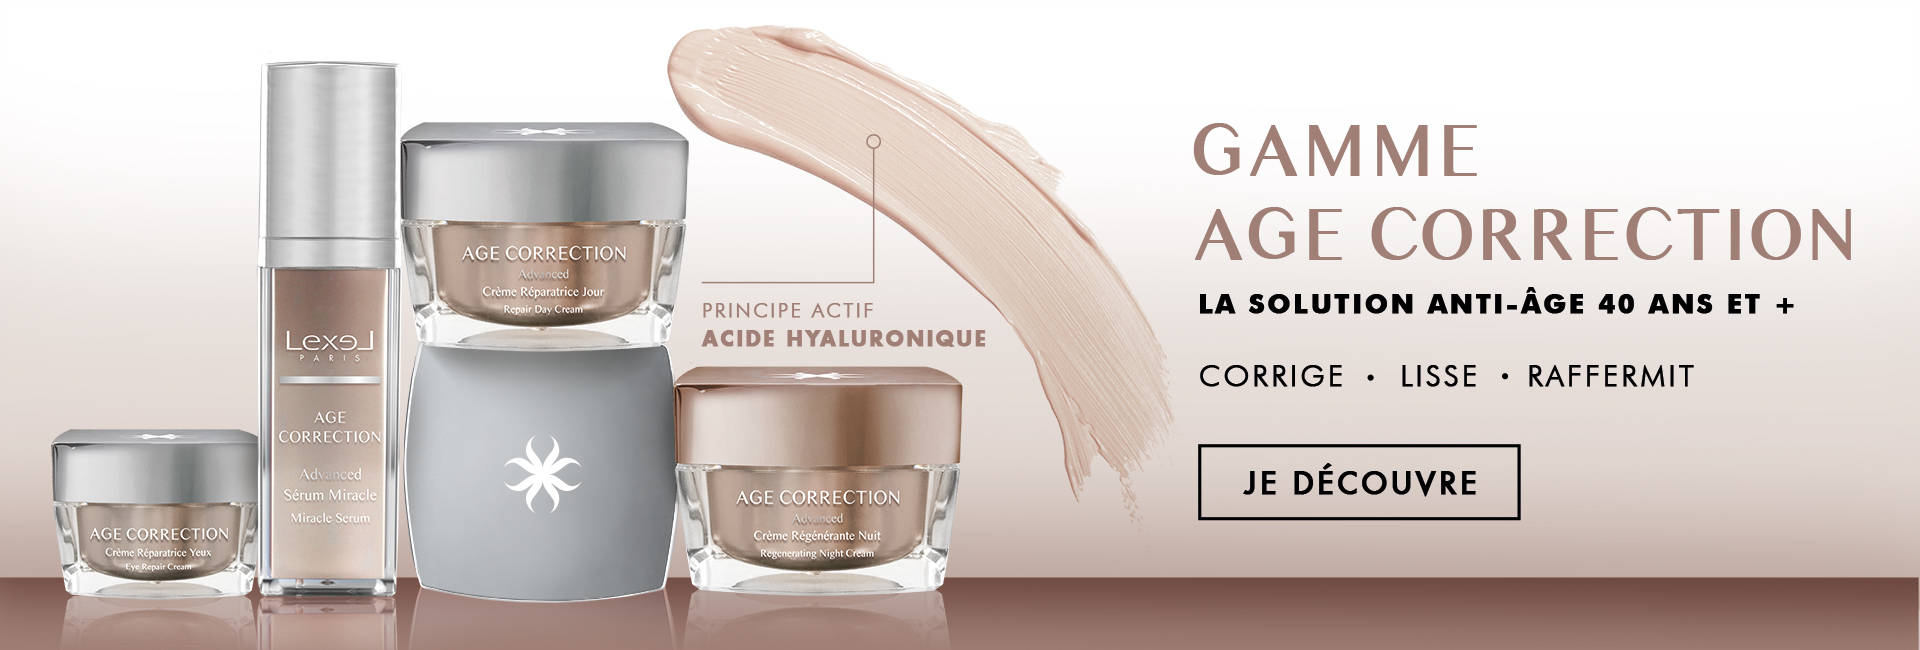 AGE CORRECTION
Crème Réparatrice Yeux
Eye Repair Cream
Lexel
PARIS
AGE
CORRECTION
Advanced
Sérum Miracle
Miracle Serum
AGE CORRECTION
Advanced
Crème Réparatrice Jour
Repair Day Cream
PRINCIPE ACTIF
ACIDE HYALURONIQUE
AGE CORRECTION
Advanced
Crème Régénérante Nuit
Regenerating Night Cream
GAMME
AGE CORRECTION
LA SOLUTION ANTI-ÂGE 40 ANS ET +
CORRIGE • LISSE • RAFFERMIT
JE DÉCOUVRE